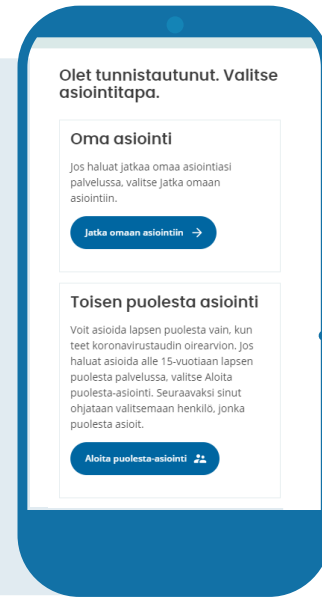 Olet tunnistautunut. Valitse
asiointitapa.
Oma asiointi
Jos haluat jatkaa omaa asiointiasi
palvelussa, valitse Jatka omaan
asiointiin.
Jatka omaan asiointiin
Toisen puolesta asiointi
Voit asioida lapsen puolesta vain, kun
teet koronavirustaudin oirearvion. Jos
haluat asioida alle 15-vuotiaan lapsen
puolesta palvelussa, valitse Aloita
puolesta-asiointi. Seuraavaksi sinut
ohjataan valitsemaan henkilö, jonka
puolesta asioit.
Aloita puolesta-asiointi